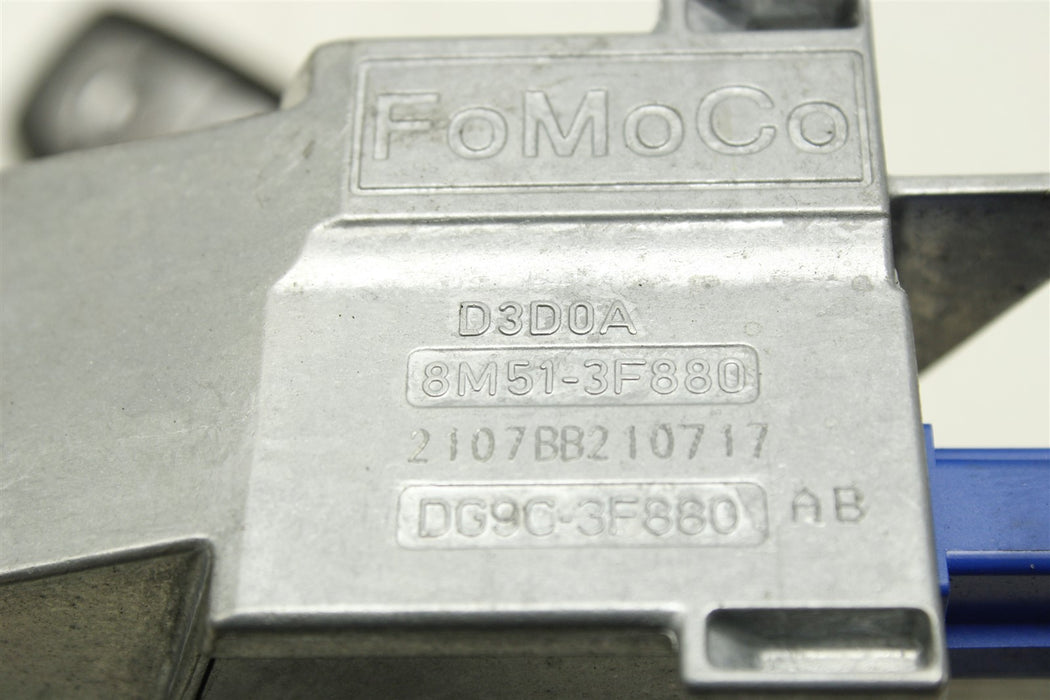 FoMoCo
D3D0A
8M51-3F880
2107BB210717
DG9C-3F880 AB